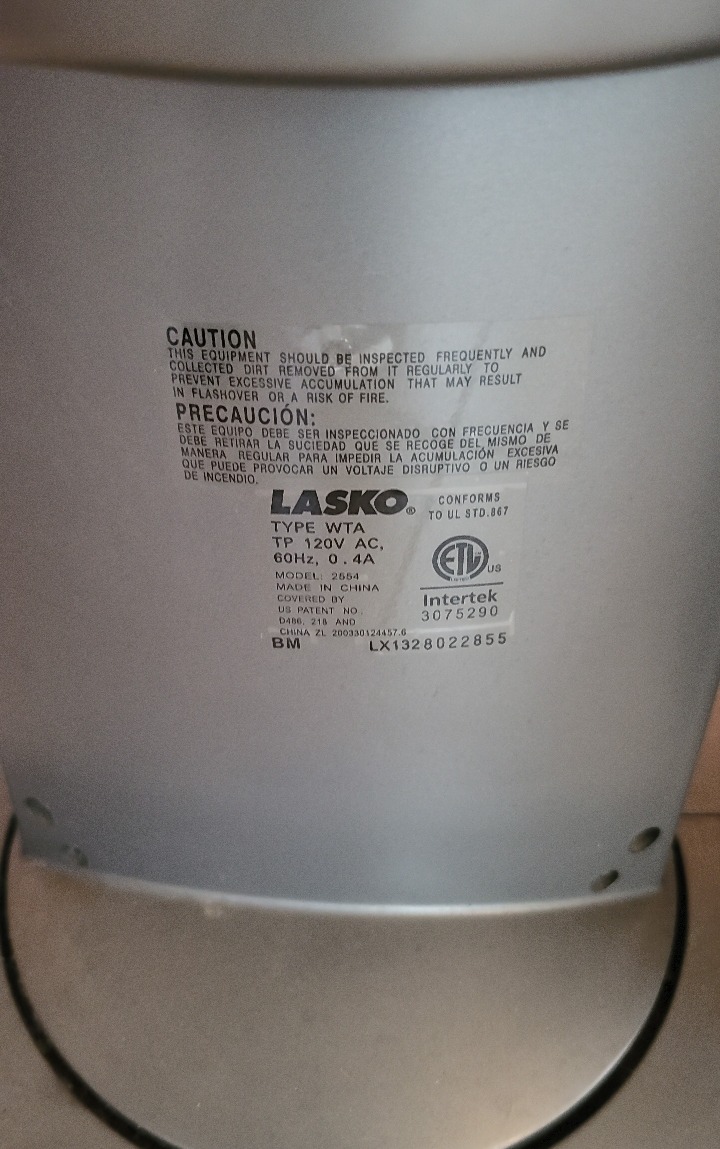 CAUTION
THIS EQUIPMENT SHOULD BE INSPECTED FREQUENTLY AND
COLLECTED DIRT REMOVED FROM IT REGULARLY TO
PREVENT EXCESSIVE ACCUMULATION THAT MAY RESULT
IN FLASHOVER OR A RISK OF FIRE.
PRECAUCIÓN:
ESTE EQUIPO DEBE SER INSPECCIONADO CON FRECUENCIA Y SE
DEBE RETIRAR LA SUCIEDAD QUE SE RECOGE DEL MISMO DE
MANERA REGULAR PARA IMPEDIR LA ACUMULACIÓN EXCESIVA
QUE PUEDE PROVOCAR UN VOLTAJE DISRUPTIVO O UN RIESGO
DE INCENDIO.
LASKO®
TYPE WTA
TP 120V AC,
60Hz, 0.4A
MODEL: 2554
MADE IN CHINA
COVERED BY
US PATENT NO.
D486, 218 AND
CHINA ZL 200330124457.6
CONFORMS
TO UL STD.867
ETL US
Intertek
3075290
BM LX1328022855